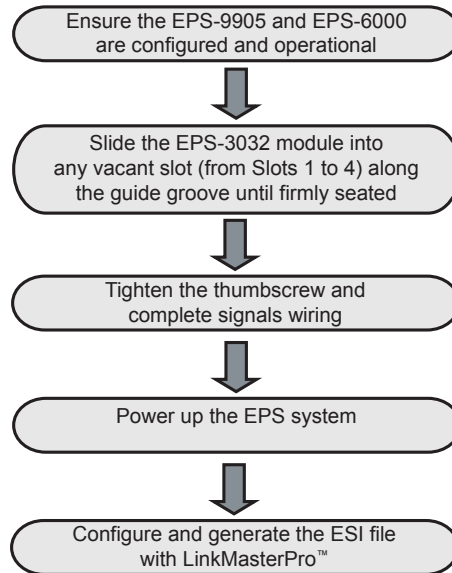 Ensure the EPS-9905 and EPS-6000
are configured and operational
Slide the EPS-3032 module into
any vacant slot (from Slots 1 to 4) along
the guide groove until firmly seated
Tighten the thumbscrew and
complete signals wiring
Power up the EPS system
Configure and generate the ESI file
with LinkMasterPro™